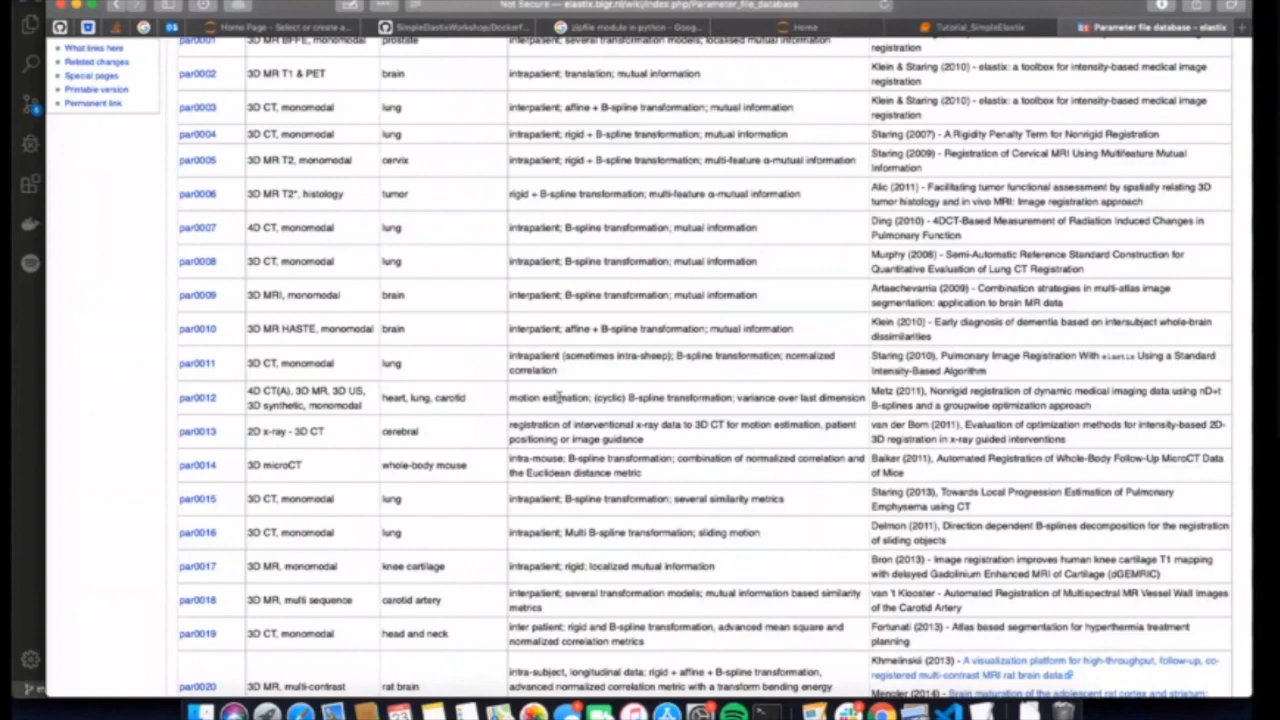 Not Secure — elastix.bigr.nl/wiki/index.php/Parameter_file_database
Home Page - Select or create a...
SimpleElastixWorkshop/Dockerf...
zipfile module in python - Goog...
Home
Tutorial_SimpleElastix
Parameter file database - elastix
What links here
Related changes
Special pages
Printable version
Permanent link
par0001 3D MR BFFE, monomodal prostate interpatient; several transformation models; localised mutual information
registration
par0002 3D MR T1 & PET brain intrapatient; translation; mutual information Klein & Staring (2010) - elastix: a toolbox for intensity-based medical image
registration
par0003 3D CT, monomodal lung interpatient; affine + B-spline transformation; mutual information Klein & Staring (2010) - elastix: a toolbox for intensity-based medical image
registration
par0004 3D CT, monomodal lung intrapatient; rigid + B-spline transformation; mutual information Staring (2007) - A Rigidity Penalty Term for Nonrigid Registration
par0005 3D MR T2, monomodal cervix intrapatient; rigid + B-spline transformation; multi-feature α-mutual information Staring (2009) - Registration of Cervical MRI Using Multifeature Mutual
Information
par0006 3D MR T2*, histology tumor rigid + B-spline transformation; multi-feature α-mutual information Alic (2011) - Facilitating tumor functional assessment by spatially relating 3D
tumor histology and in vivo MRI: Image registration approach
par0007 4D CT, monomodal lung intrapatient; B-spline transformation; mutual information Ding (2010) - 4DCT-Based Measurement of Radiation Induced Changes in
Pulmonary Function
par0008 3D CT, monomodal lung intrapatient; B-spline transformation; mutual information Murphy (2008) - Semi-Automatic Reference Standard Construction for
Quantitative Evaluation of Lung CT Registration
par0009 3D MRI, monomodal brain interpatient; B-spline transformation; mutual information Artaechevarria (2009) - Combination strategies in multi-atlas image
segmentation: application to brain MR data
par0010 3D MR HASTE, monomodal brain interpatient; affine + B-spline transformation; mutual information Klein (2010) - Early diagnosis of dementia based on intersubject whole-brain
dissimilarities
par0011 3D CT, monomodal lung intrapatient (sometimes intra-sheep); B-spline transformation; normalized Staring (2010), Pulmonary Image Registration With elastix Using a Standard
correlation Intensity-Based Algorithm
par0012 4D CT(A), 3D MR, 3D US, heart, lung, carotid motion estimation; (cyclic) B-spline transformation; variance over last dimension Metz (2011), Nonrigid registration of dynamic medical imaging data using nD+t
3D synthetic, monomodal B-splines and a groupwise optimization approach
par0013 2D x-ray - 3D CT cerebral registration of interventional x-ray data to 3D CT for motion estimation, patient van der Bom (2011), Evaluation of optimization methods for intensity-based 2D-
positioning or image guidance 3D registration in x-ray guided interventions
par0014 3D microCT whole-body mouse intra-mouse; B-spline transformation; combination of normalized correlation and Baiker (2011), Automated Registration of Whole-Body Follow-Up MicroCT Data
the Euclidean distance metric of Mice
par0015 3D CT, monomodal lung intrapatient; B-spline transformation; several similarity metrics Staring (2013), Towards Local Progression Estimation of Pulmonary
Emphysema using CT
par0016 3D CT, monomodal lung intrapatient; Multi B-spline transformation; sliding motion Delmon (2011), Direction dependent B-splines decomposition for the registration
of sliding objects
par0017 3D MR, monomodal knee cartilage intrapatient; rigid; localized mutual information Bron (2013) - Image registration improves human knee cartilage T1 mapping
with delayed Gadolinium Enhanced MRI of Cartilage (dGEMRIC)
par0018 3D MR, multi sequence carotid artery interpatient; several transformation models; mutual information based similarity van 't Klooster - Automated Registration of Multispectral MR Vessel Wall Images
metrics of the Carotid Artery
par0019 3D CT, monomodal head and neck inter patient; rigid and B-spline transformation, advanced mean square and Fortunati (2013) - Atlas based segmentation for hyperthermia treatment
normalized correlation metrics planning
intra-subject, longitudinal data; rigid + affine + B-spline transformation, Khmelinskii (2013) - A visualization platform for high-throughput, follow-up, co-
registered multi-contrast MRI rat brain data
par0020 3D MR, multi-contrast rat brain advanced normalized correlation metric with a transform bending energy Mengler (2014) - Brain maturation of the adolescent rat cortex and striatum: